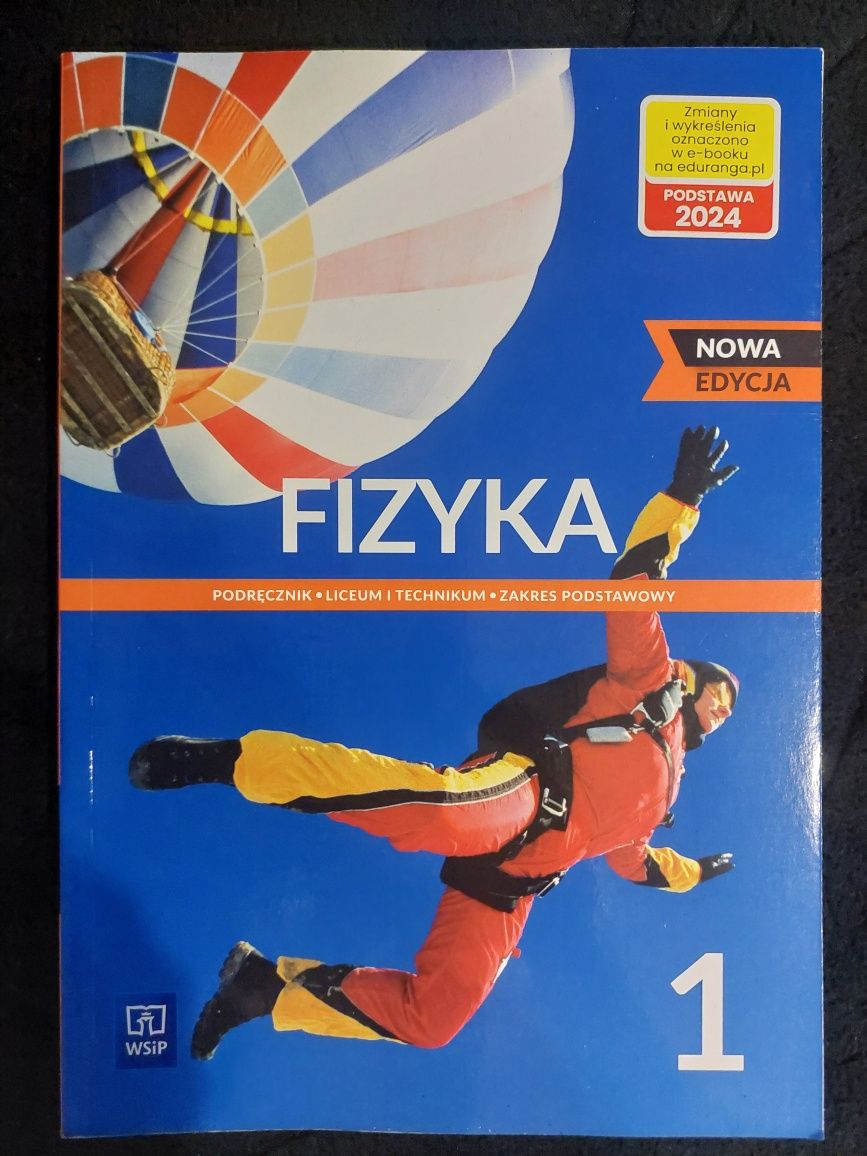 Zmiany
i wykreślenia
oznaczono
w e-booku
na eduranga.pl
PODSTAWA
2024
NOWA
EDYCJA
FIZYKA
PODRĘCZNIK • LICEUM I TECHNIKUM • ZAKRES PODSTAWOWY
1
WSiP